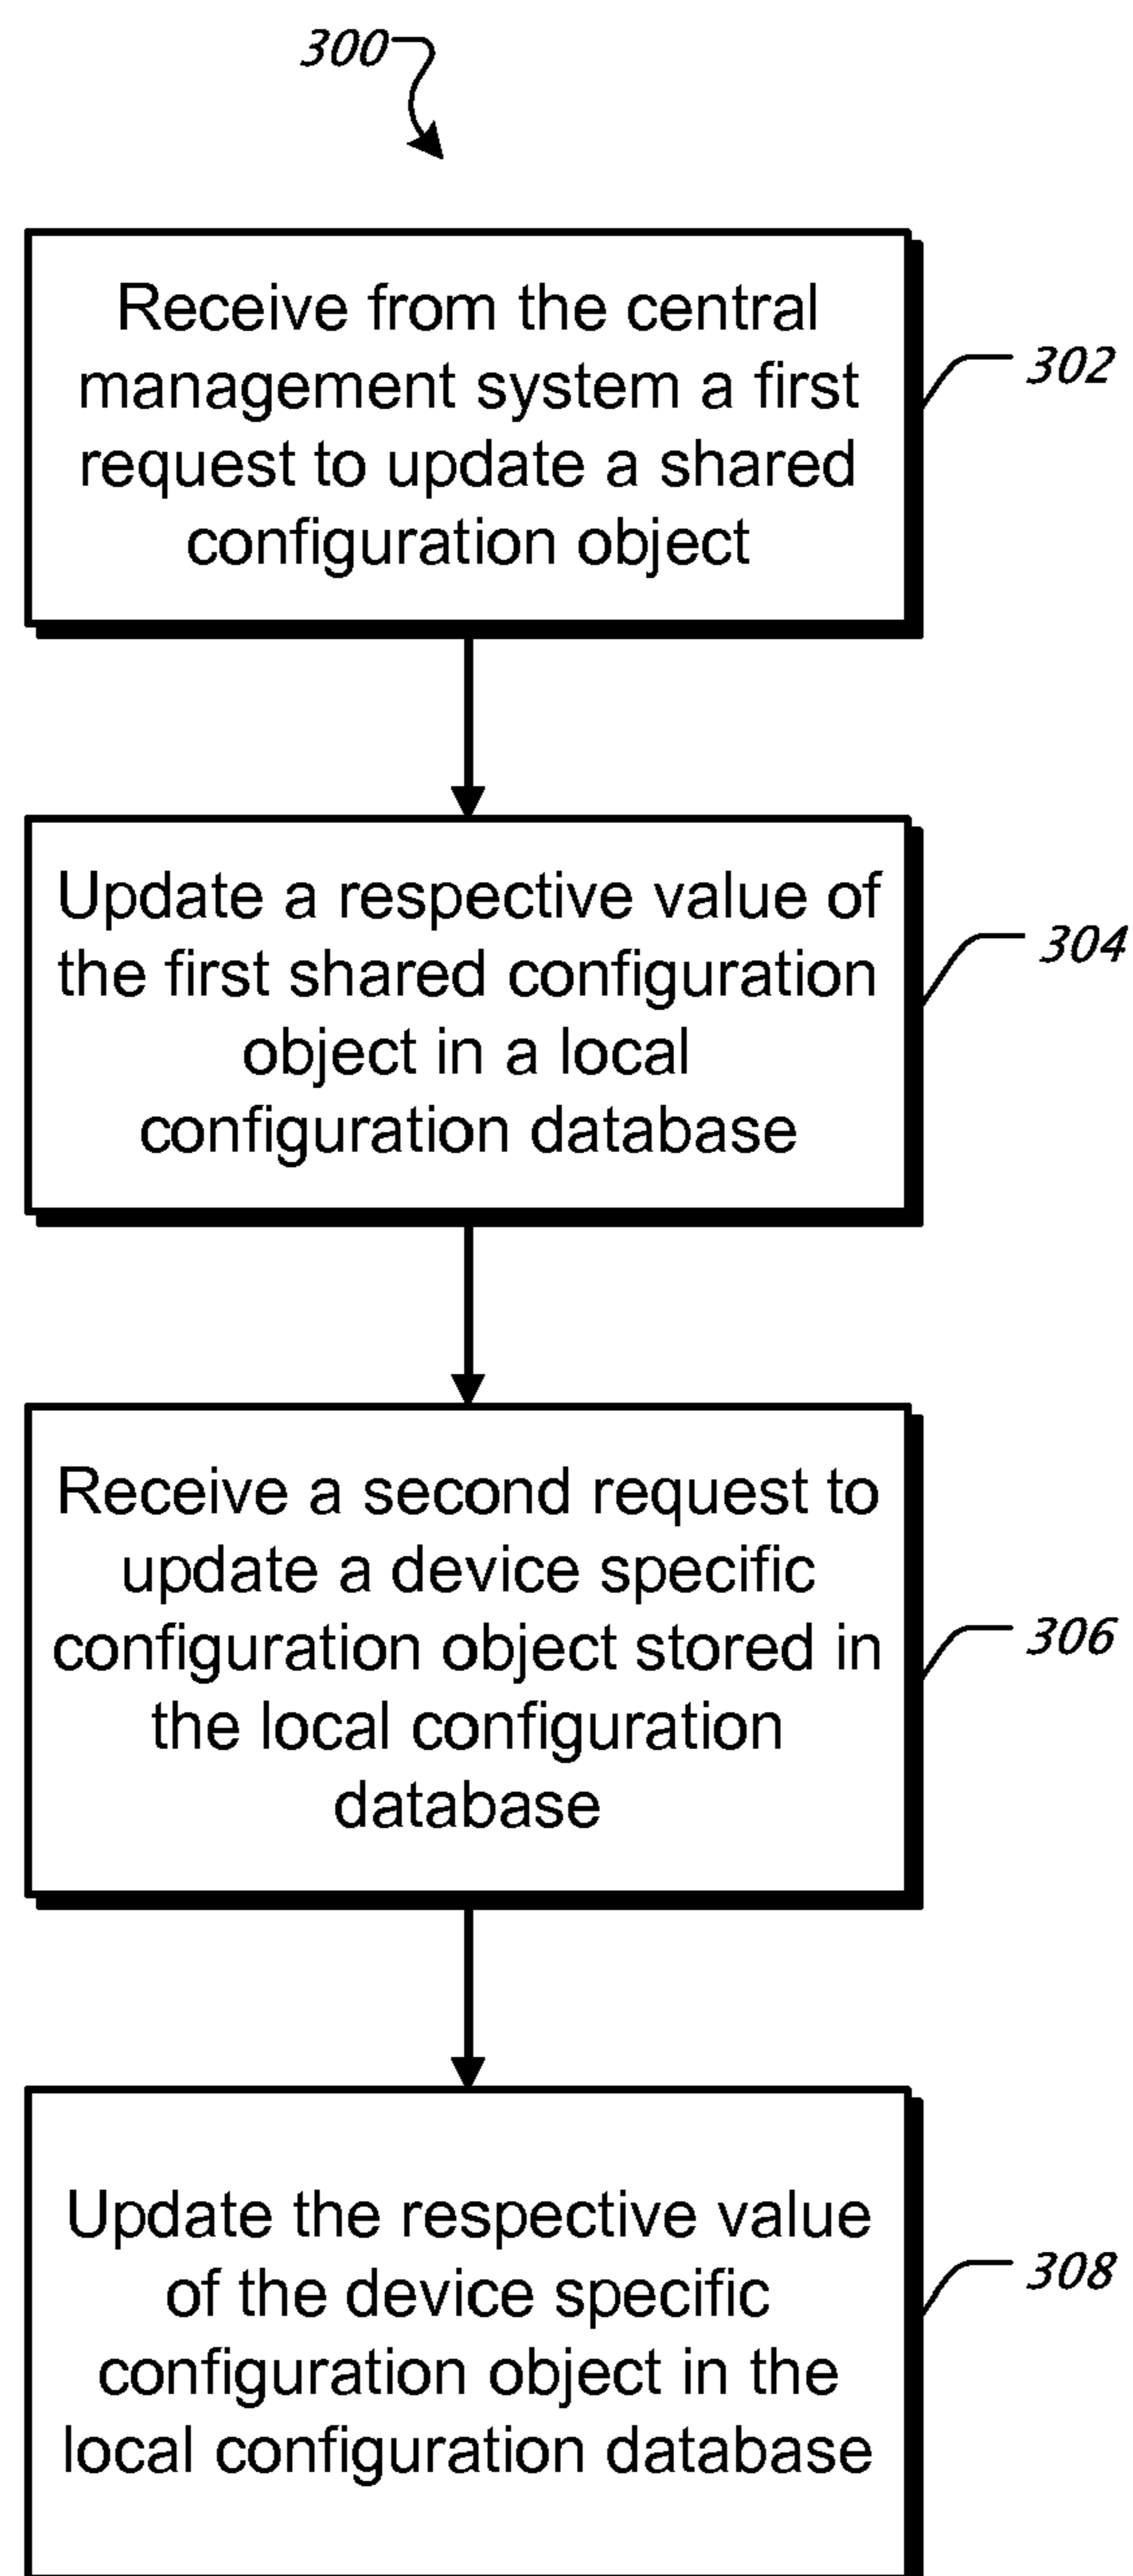 300
Receive from the central
management system a first
request to update a shared
configuration object
302
Update a respective value of
the first shared configuration
object in a local
configuration database
304
Receive a second request to
update a device specific
configuration object stored in
the local configuration
database
306
Update the respective value
of the device specific
configuration object in the
local configuration database
308